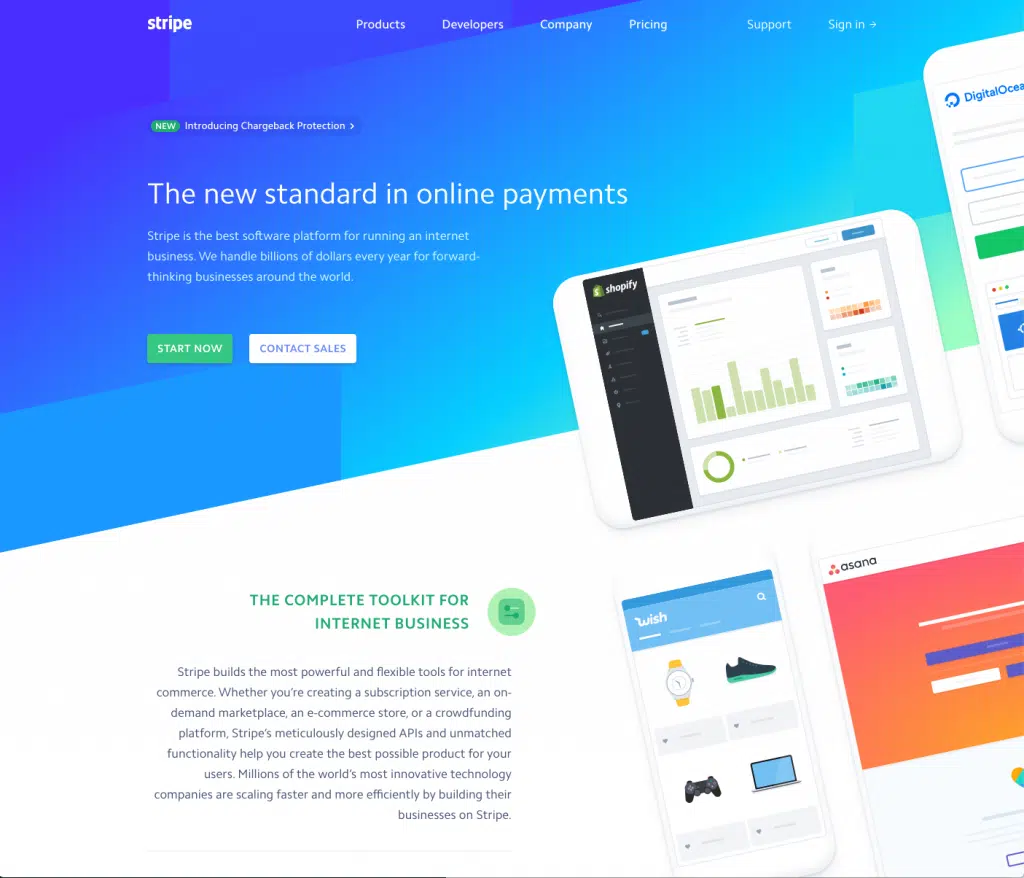 stripe
Products
Developers
Company
Pricing
Support
Sign in →
NEW Introducing Chargeback Protection >
The new standard in online payments
Stripe is the best software platform for running an internet
business. We handle billions of dollars every year for forward-
thinking businesses around the world.
START NOW
CONTACT SALES
DigitalOcea
shopify
THE COMPLETE TOOLKIT FOR
INTERNET BUSINESS
Stripe builds the most powerful and flexible tools for internet
commerce. Whether you’re creating a subscription service, an on-
demand marketplace, an e-commerce store, or a crowdfunding
platform, Stripe’s meticulously designed APIs and unmatched
functionality help you create the best possible product for your
users. Millions of the world’s most innovative technology
companies are scaling faster and more efficiently by building their
businesses on Stripe.
wish
asana